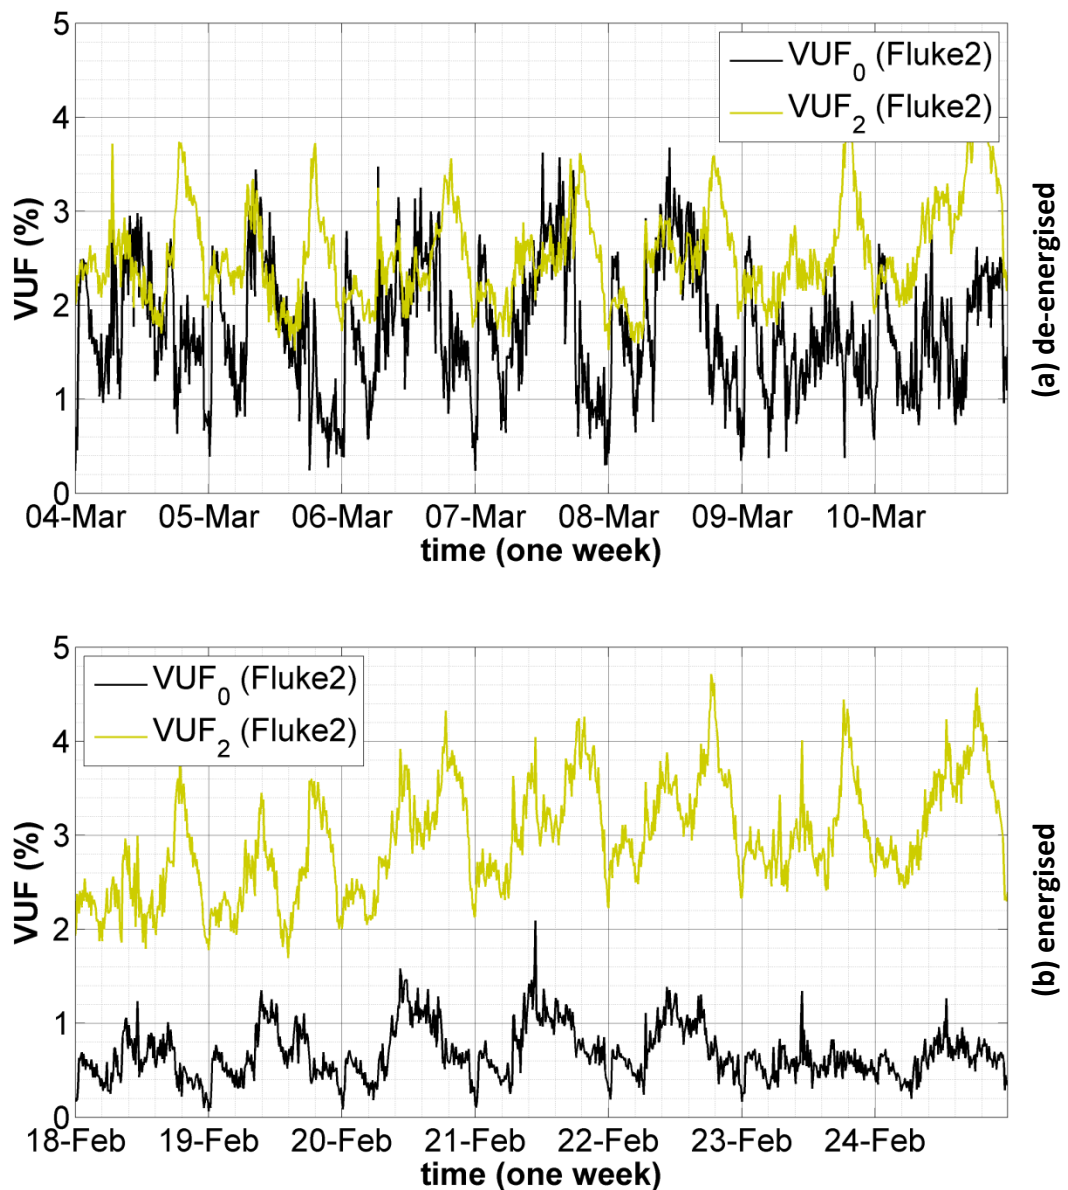 5
4
3
2
1
0
VUF (%)
VUF0 (Fluke2)
VUF2 (Fluke2)
04-Mar 05-Mar 06-Mar 07-Mar 08-Mar 09-Mar 10-Mar
time (one week)
(a) de-energised
5
4
3
2
1
0
VUF (%)
VUF0 (Fluke2)
VUF2 (Fluke2)
18-Feb 19-Feb 20-Feb 21-Feb 22-Feb 23-Feb 24-Feb
time (one week)
(b) energised